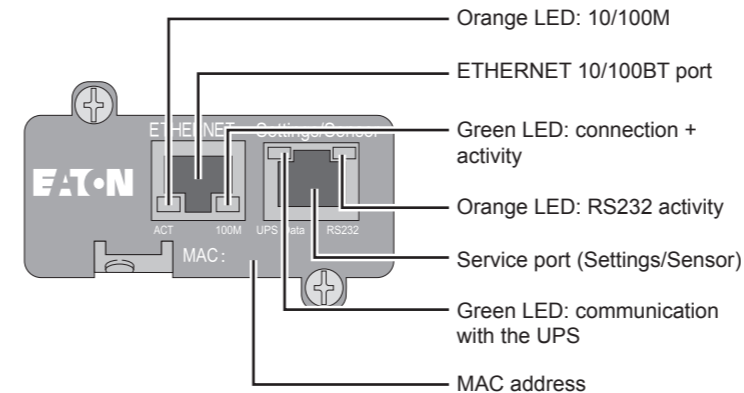 Orange LED: 10/100M
ETHERNET 10/100BT port
Green LED: connection +
activity
Orange LED: RS232 activity
Service port (Settings/Sensor)
Green LED: communication
with the UPS
MAC address
ETHERNET
Settings/Sensor
EATON
ACT
100M
UPS Data
RS232
MAC :